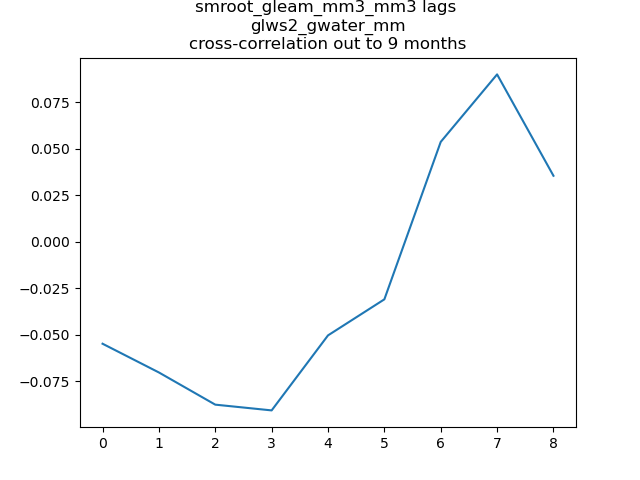 smroot_gleam_mm3_mm3 lags
glws2_gwater_mm
cross-correlation out to 9 months
0.075
0.050
0.025
0.000
−0.025
−0.050
−0.075
0 1 2 3 4 5 6 7 8